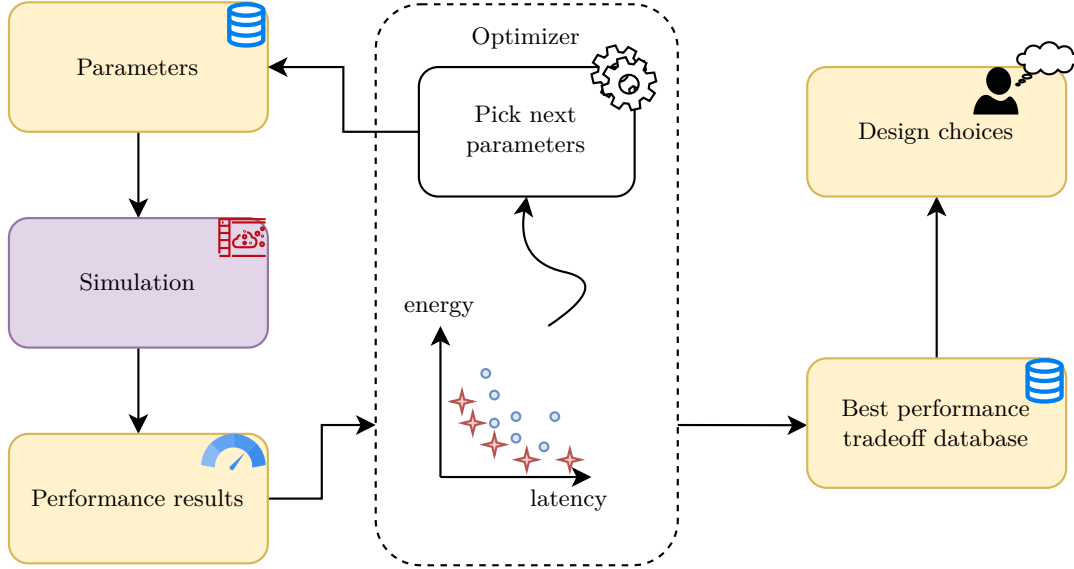 Parameters
Simulation
Performance results
Optimizer
Pick next
parameters
energy
latency
Design choices
Best performance
tradeoff database